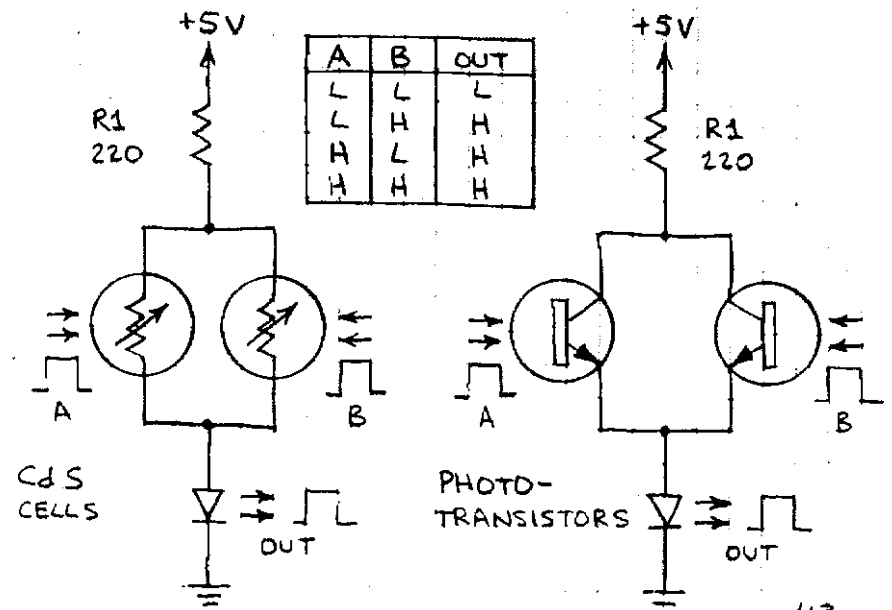 +5V
R1
220
A B OUT
L L L
L H H
H L H
H H H
A
B
CdS
CELLS
OUT
+5V
R1
220
A
B
PHOTO-
TRANSISTORS
OUT